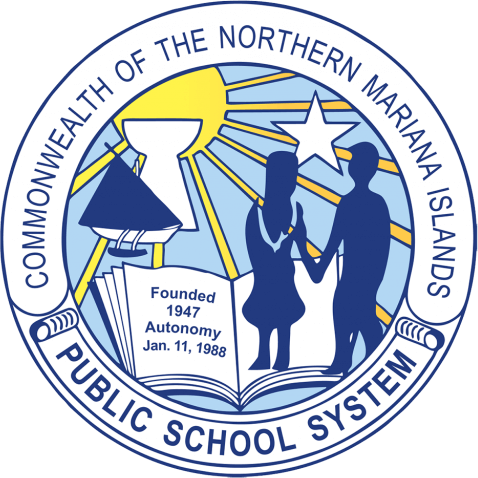 COMMONWEALTH OF THE NORTHERN MARIANA ISLANDS
Founded
1947
Autonomy
Jan. 11, 1988
PUBLIC SCHOOL SYSTEM